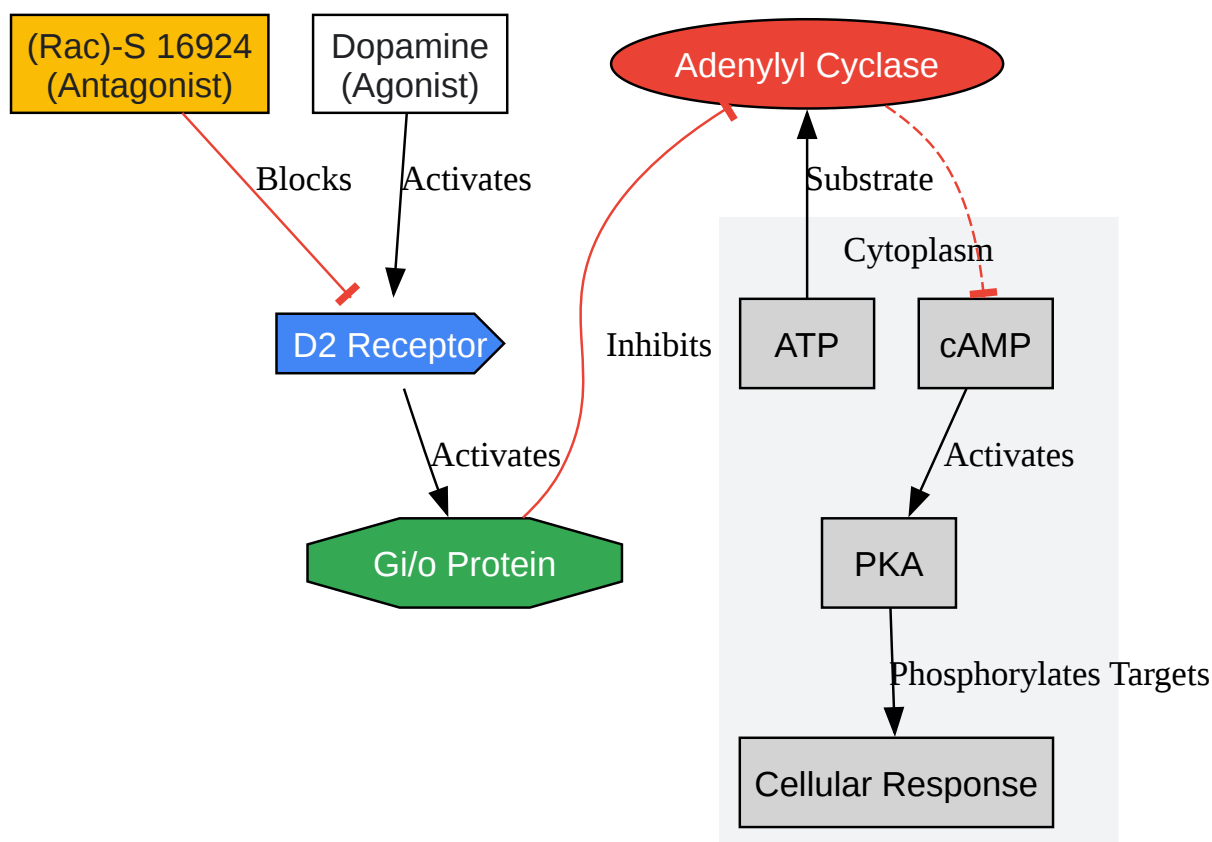 (Rac)-S 16924
(Antagonist)
Dopamine
(Agonist)
Adenylyl Cyclase
Blocks
Activates
Substrate
Cytoplasm
D2 Receptor
Inhibits
ATP
cAMP
Activates
Activates
Gi/o Protein
PKA
Phosphorylates Targets
Cellular Response